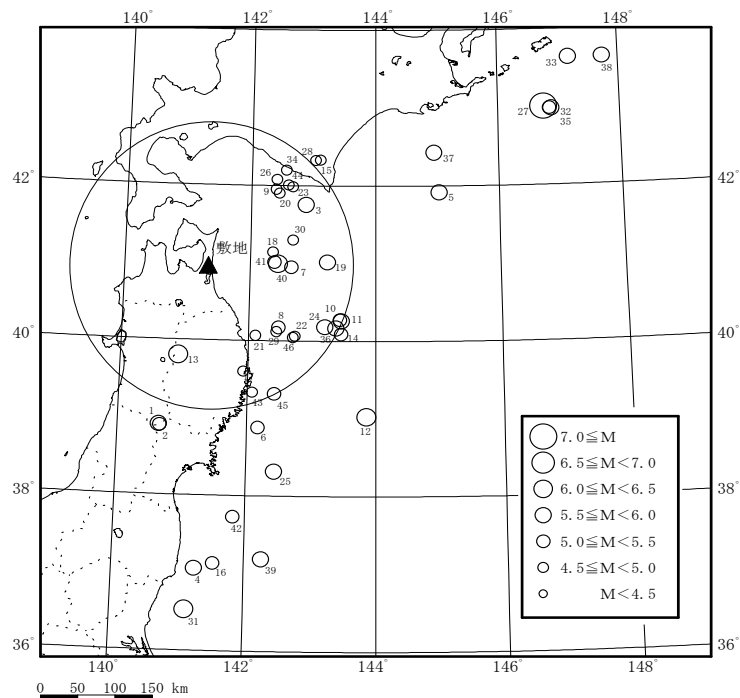 140° 142° 144° 146° 148°
33 38
27 32
35
28
34 15
37
42° 42°
26 44
9 23 5
20 3
30
18
敷地
41 19
40 7
10
8 24 11
22
40° 40°
21 29 46 36 14
13
43 45
1
12
2 6
25
38° 38°
42
16
39
4
31
36° 36°
140° 142° 144° 146° 148°
7.0≦M
6.5≦M<7.0
6.0≦M<6.5
5.5≦M<6.0
5.0≦M<5.5
4.5≦M<5.0
M<4.5
0 50 100 150 km